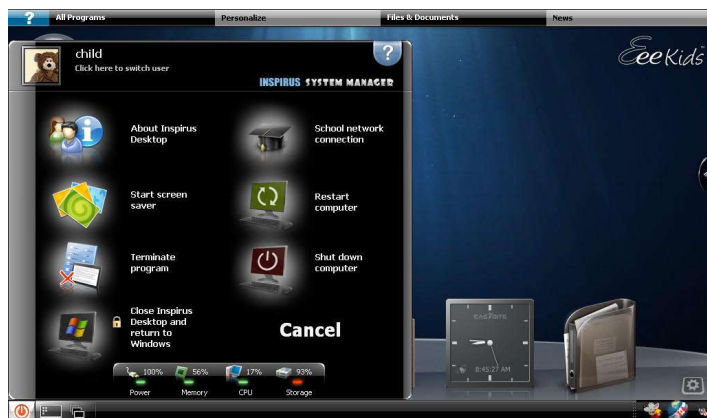 ?
All Programs
Personalize
Files & Documents
News
child
Click here to switch user
?
INSPIRUS SYSTEM MANAGER
EeeKids
About Inspirus
Desktop
School network
connection
Start screen
saver
Restart
computer
Terminate
program
Shut down
computer
Close Inspirus
Desktop and
return to
Windows
Cancel
EASYBITS
8:45:27 AM
100%
56%
17%
93%
Power
Memory
CPU
Storage